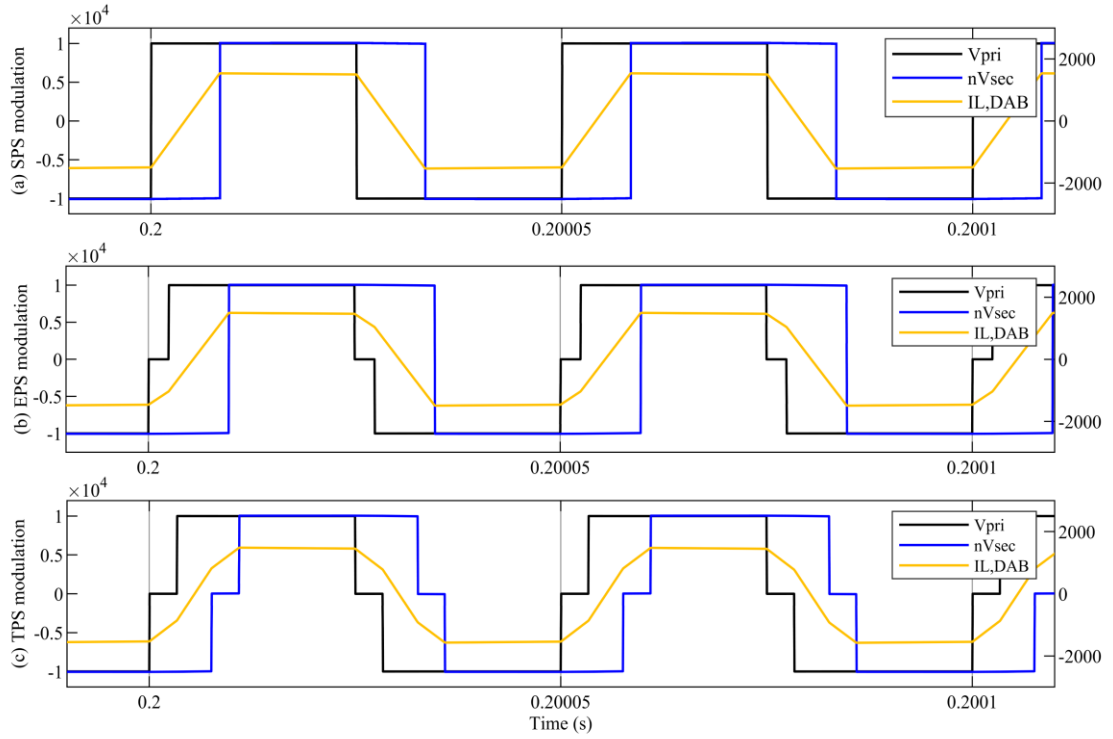 ×10⁴
(a) SPS modulation
1
0.5
0
-0.5
-1
2000
0
-2000
Vpri
nVsec
IL,DAB
0.2
0.20005
0.2001
×10⁴
(b) EPS modulation
1
0.5
0
-0.5
-1
2000
0
-2000
Vpri
nVsec
IL,DAB
0.2
0.20005
0.2001
×10⁴
(c) TPS modulation
1
0.5
0
-0.5
-1
2000
0
-2000
Vpri
nVsec
IL,DAB
0.2
0.20005
0.2001
Time (s)